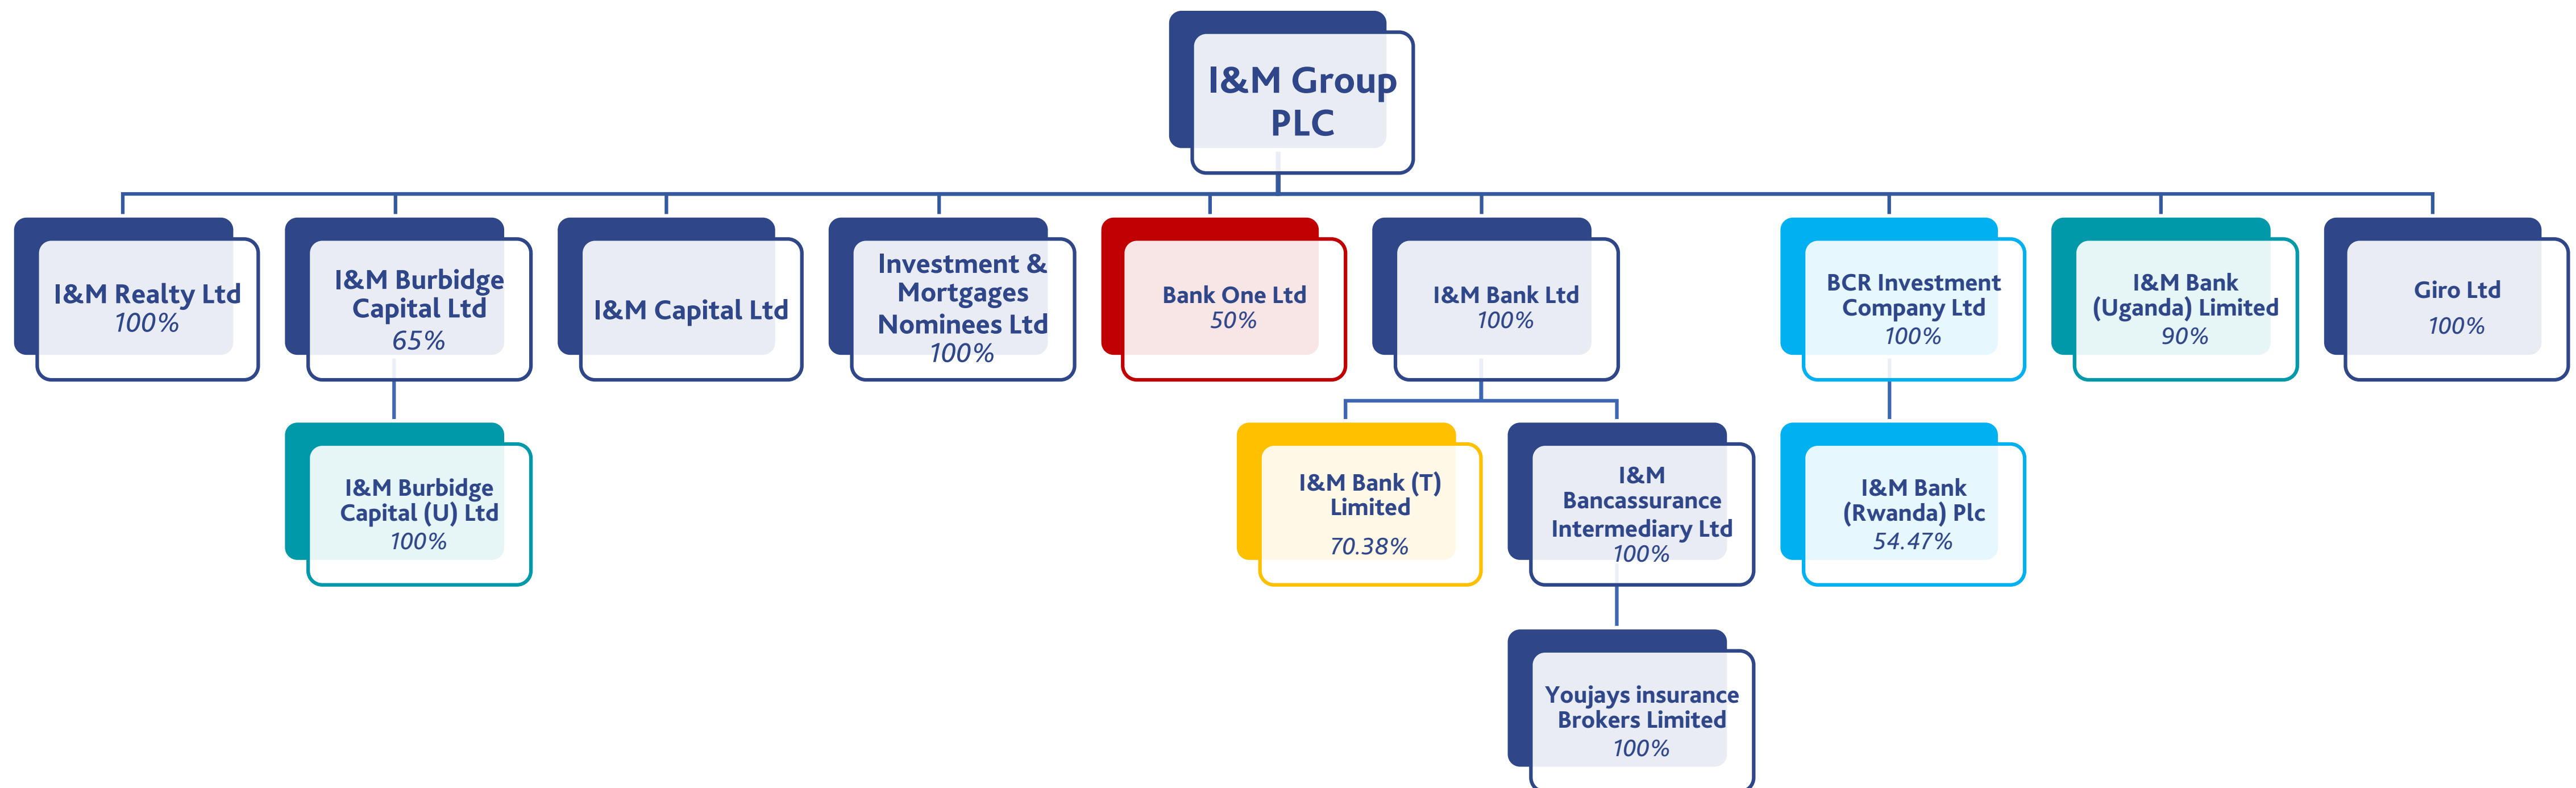 I&M Group
PLC
I&M Realty Ltd
100%
I&M Burbidge
Capital Ltd
65%
I&M Capital Ltd
Investment &
Mortgages
Nominees Ltd
100%
Bank One Ltd
50%
I&M Bank Ltd
100%
BCR Investment
Company Ltd
100%
I&M Bank
(Uganda) Limited
90%
Giro Ltd
100%
I&M Burbidge
Capital (U) Ltd
100%
I&M Bank (T)
Limited
70.38%
I&M
Bancassurance
Intermediary Ltd
100%
I&M Bank
(Rwanda) Plc
54.47%
Youjays insurance
Brokers Limited
100%